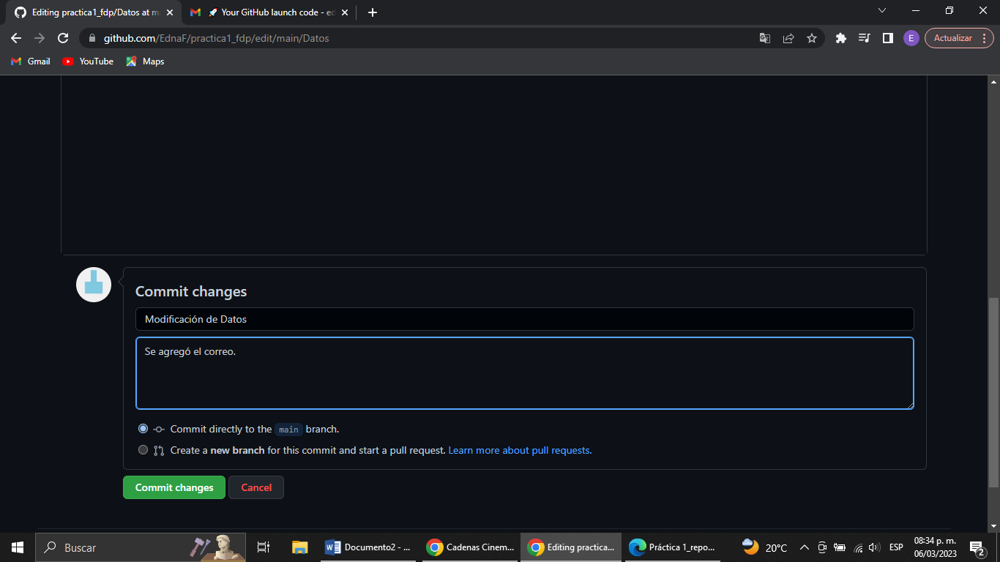 Editing practica1_fdp/Datos at m
Your GitHub launch code - ed
github.com/EdnaF/practica1_fdp/edit/main/Datos
E
Actualizar
Gmail
YouTube
Maps
Commit changes
Modificación de Datos
Se agregó el correo.
Commit directly to the main branch.
Create a new branch for this commit and start a pull request. Learn more about pull requests.
Commit changes
Cancel
Buscar
Documento2 - ...
Cadenas Cinem...
Editing practica...
Práctica 1_repo...
20°C
ESP
08:34 p. m.
06/03/2023
2